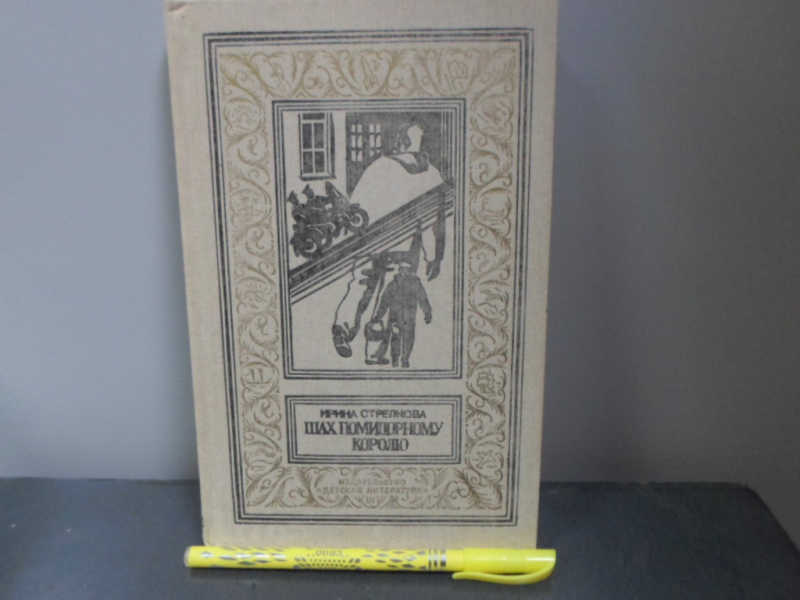 ИРИНА СТРЕЛКОВА
ШАХ ПОМИДОРНОМУ
КОРОЛЮ
ИЗДАТЕЛЬСТВО
«ДЕТСКАЯ ЛИТЕРАТУРА»